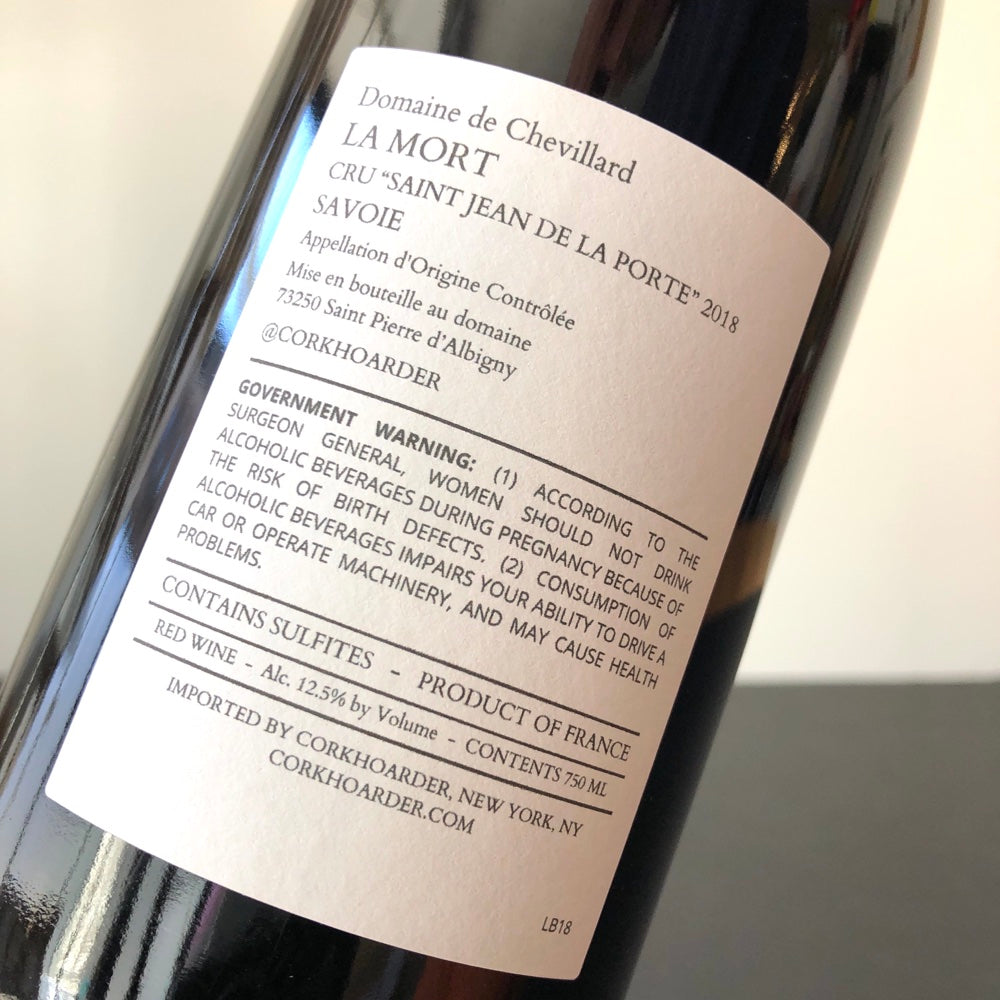 Domaine de Chevillard
LA MORT
CRU “SAINT JEAN DE LA PORTE” 2018
SAVOIE
Appellation d'Origine Contrôlée
Mise en bouteille au domaine
73250 Saint Pierre d’Albigny
@CORKHOARDER
GOVERNMENT WARNING: (1) ACCORDING TO THE
SURGEON GENERAL, WOMEN SHOULD NOT DRINK
ALCOHOLIC BEVERAGES DURING PREGNANCY BECAUSE OF
THE RISK OF BIRTH DEFECTS. (2) CONSUMPTION OF
ALCOHOLIC BEVERAGES IMPAIRS YOUR ABILITY TO DRIVE A
CAR OR OPERATE MACHINERY, AND MAY CAUSE HEALTH
PROBLEMS.
CONTAINS SULFITES - PRODUCT OF FRANCE
RED WINE - Alc. 12.5% by Volume - CONTENTS 750 ML
IMPORTED BY CORKHOARDER, NEW YORK, NY
CORKHOARDER.COM
LB18